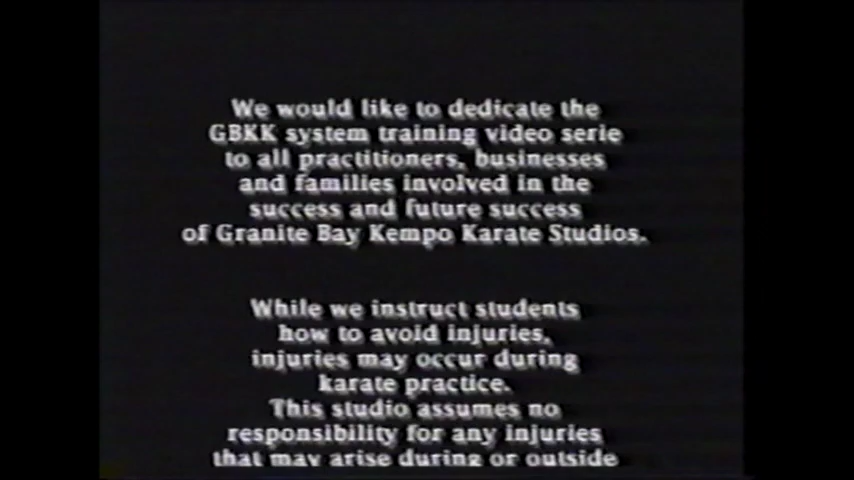 We would like to dedicate the
GBKK system training video serie
to all practitioners, businesses
and families involved in the
success and future success
of Granite Bay Kempo Karate Studios.
While we instruct students
how to avoid injuries,
injuries may occur during
karate practice.
This studio assumes no
responsibility for any injuries
that may arise during or outside